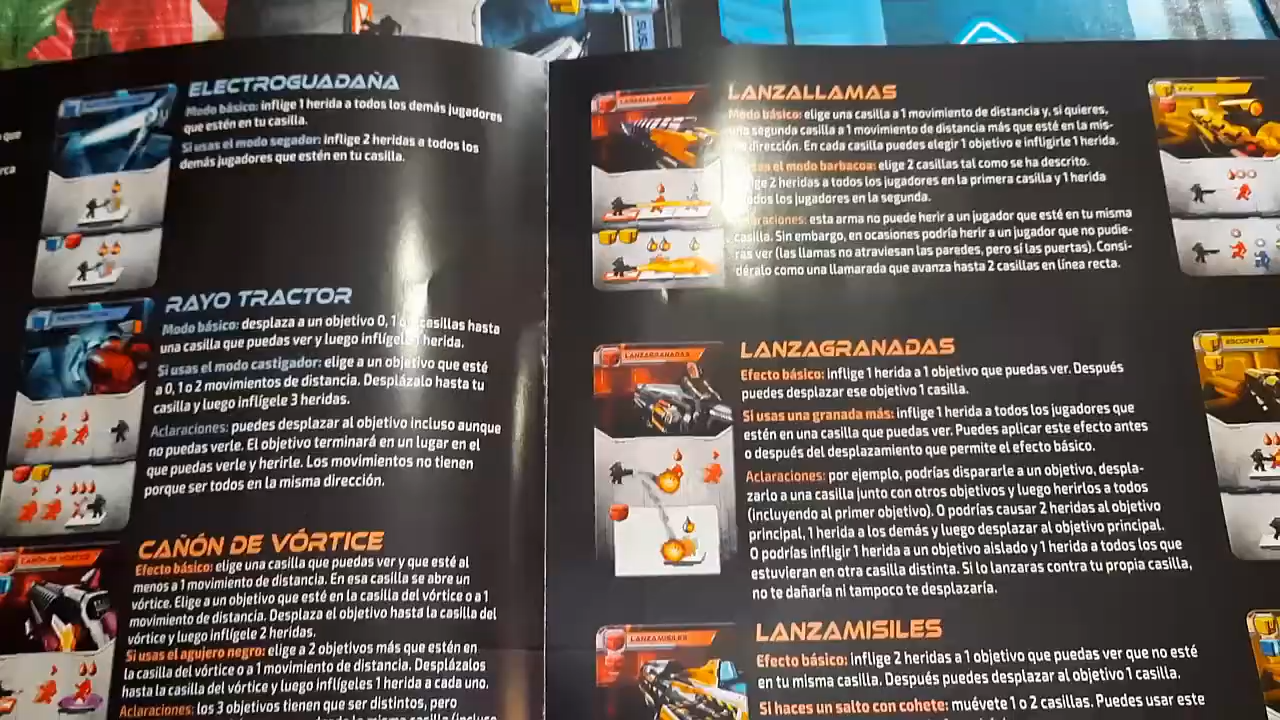 que
rca
ELECTROGUADAÑA
Modo básico: inflige 1 herida a todos los demás jugadores
que estén en tu casilla.
Si usas el modo segador: inflige 2 heridas a todos los
demás jugadores que estén en tu casilla.
RAYO TRACTOR
Modo básico: desplaza a un objetivo 0, 1 casillas hasta
una casilla que puedas ver y luego inflígele 1 herida.
Si usas el modo castigador: elige a un objetivo que esté
a 0, 1 o 2 movimientos de distancia. Desplázalo hasta tu
casilla y luego inflígele 3 heridas.
Aclaraciones: puedes desplazar al objetivo incluso aunque
no puedas verle. El objetivo terminará en un lugar en el
que puedas verle y herirle. Los movimientos no tienen
porque ser todos en la misma dirección.
CAÑÓN DE VÓRTICE
CAÑÓN DE VÓRTICE
Efecto básico: elige una casilla que puedas ver y que esté al
menos a 1 movimiento de distancia. En esa casilla se abre un
vórtice. Elige a un objetivo que esté en la casilla del vórtice o a 1
movimiento de distancia. Desplaza el objetivo hasta la casilla del
vórtice y luego inflígele 2 heridas.
Si usas el agujero negro: elige a 2 objetivos más que estén en
la casilla del vórtice o a 1 movimiento de distancia. Desplázalos
hasta la casilla del vórtice y luego inflígeles 1 herida a cada uno.
Aclaraciones: los 3 objetivos tienen que ser distintos, pero
la misma casilla (incluso
LANZALLAMAS
LANZALLAMAS
Modo básico: elige una casilla a 1 movimiento de distancia y, si quieres,
una segunda casilla a 1 movimiento de distancia más que esté en la mis-
dirección. En cada casilla puedes elegir 1 objetivo e infligirle 1 herida.
usas el modo barbacoa: elige 2 casillas tal como se ha descrito.
ge 2 heridas a todos los jugadores en la primera casilla y 1 herida
todos los jugadores en la segunda.
Aclaraciones: esta arma no puede herir a un jugador que esté en tu misma
casilla. Sin embargo, en ocasiones podría herir a un jugador que no pudie-
ras ver (las llamas no atraviesan las paredes, pero sí las puertas). Consi-
déralo como una llamarada que avanza hasta 2 casillas en línea recta.
LANZAGRANADAS
LANZAGRANADAS
Efecto básico: inflige 1 herida a 1 objetivo que puedas ver. Después
puedes desplazar ese objetivo 1 casilla.
Si usas una granada más: inflige 1 herida a todos los jugadores que
estén en una casilla que puedas ver. Puedes aplicar este efecto antes
o después del desplazamiento que permite el efecto básico.
Aclaraciones: por ejemplo, podrías dispararle a un objetivo, despla-
zarlo a una casilla junto con otros objetivos y luego herirlos a todos
(incluyendo al primer objetivo). O podrías causar 2 heridas al objetivo
principal, 1 herida a los demás y luego desplazar al objetivo principal.
O podrías infligir 1 herida a un objetivo aislado y 1 herida a todos los que
estuvieran en otra casilla distinta. Si lo lanzaras contra tu propia casilla,
no te dañaría ni tampoco te desplazaría.
LANZAMISILES
LANZAMISILES
Efecto básico: inflige 2 heridas a 1 objetivo que puedas ver que no esté
en tu misma casilla. Después puedes desplazar al objetivo 1 casilla.
Si haces un salto con cohete: muévete 1 o 2 casillas. Puedes usar este
ESCOPETA